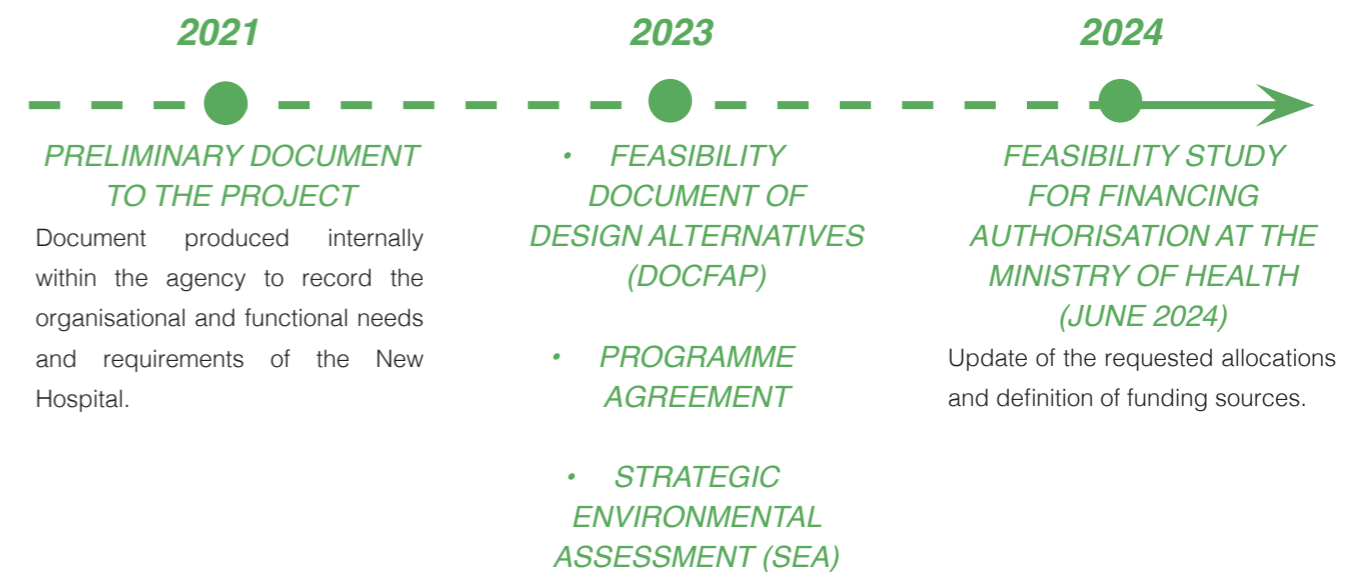 2021
PRELIMINARY DOCUMENT
TO THE PROJECT
Document produced internally
within the agency to record the
organisational and functional needs
and requirements of the New
Hospital.
2023
• FEASIBILITY
DOCUMENT OF
DESIGN ALTERNATIVES
(DOCFAP)
• PROGRAMME
AGREEMENT
• STRATEGIC
ENVIRONMENTAL
ASSESSMENT (SEA)
2024
FEASIBILITY STUDY
FOR FINANCING
AUTHORISATION AT THE
MINISTRY OF HEALTH
(JUNE 2024)
Update of the requested allocations
and definition of funding sources.